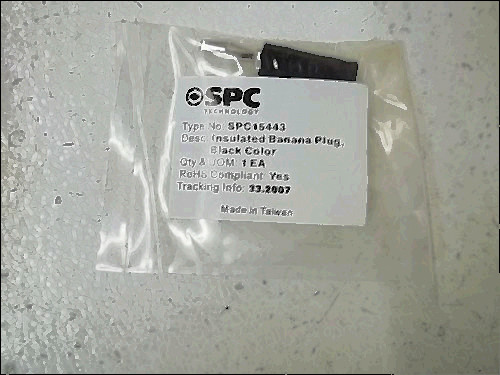 SPC
TECHNOLOGY
Type No: SPC15443
Desc: Insulated Banana Plug,
Black Color
Qty & UOM: 1 EA
RoHS Compliant: Yes
Tracking Info: 33.2007
Made in Taiwan